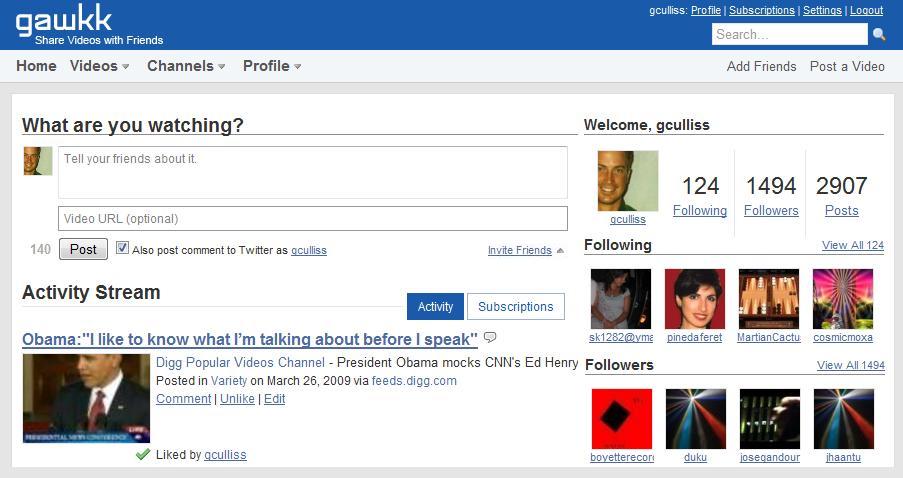 gawkk
Share Videos with Friends
gculliss: Profile | Subscriptions | Settings | Logout
Search...
Home Videos Channels Profile
Add Friends Post a Video
What are you watching?
Tell your friends about it.
Video URL (optional)
140 Post Also post comment to Twitter as gculliss
Invite Friends
Activity Stream
Activity Subscriptions
Obama:"I like to know what I'm talking about before I speak"
Digg Popular Videos Channel - President Obama mocks CNN's Ed Henry
Posted in Variety on March 26, 2009 via feeds.digg.com
Comment | Unlike | Edit
PRESIDENTIAL NEWS CONFERENCE
Liked by gculliss
Welcome, gculliss
gculliss
124 1494 2907
Following Followers Posts
Following View All 124
sk1282@yma pinedaferet MartianCactu cosmicmoxa
Followers View All 1494
boyetterecor duku josegandour jhaantu